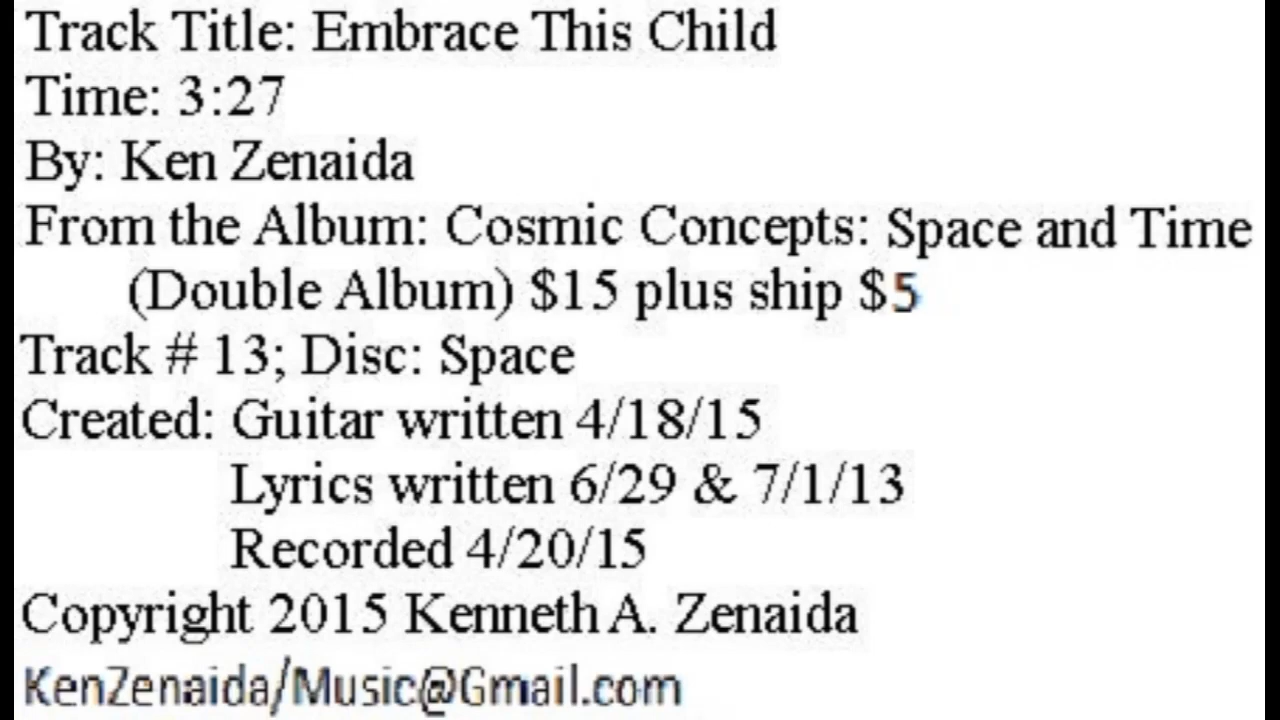 Track Title: Embrace This Child
Time: 3:27
By: Ken Zenaida
From the Album: Cosmic Concepts: Space and Time
(Double Album) $15 plus ship $5
Track # 13; Disc: Space
Created: Guitar written 4/18/15
Lyrics written 6/29 & 7/1/13
Recorded 4/20/15
Copyright 2015 Kenneth A. Zenaida
KenZenaida/Music@Gmail.com